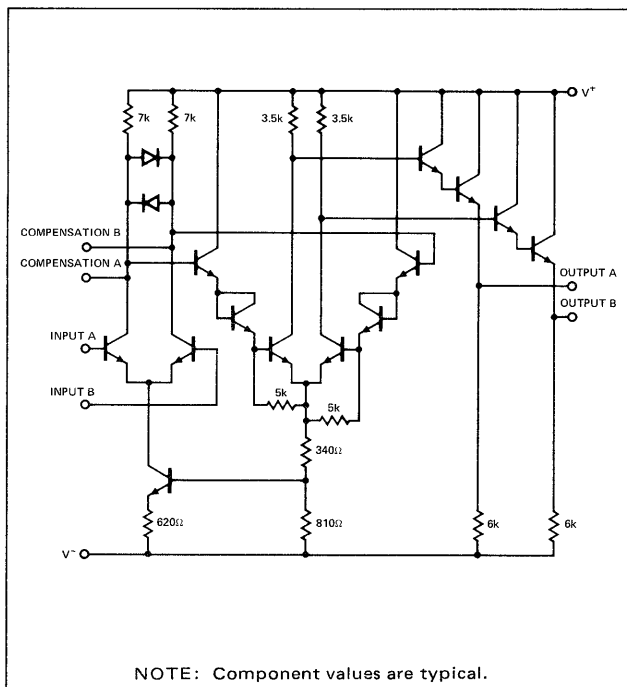 V+
7k
7k
3.5k
3.5k
COMPENSATION B
COMPENSATION A
OUTPUT A
OUTPUT B
INPUT A
INPUT B
5k
5k
340Ω
620Ω
810Ω
6k
6k
V-
NOTE: Component values are typical.